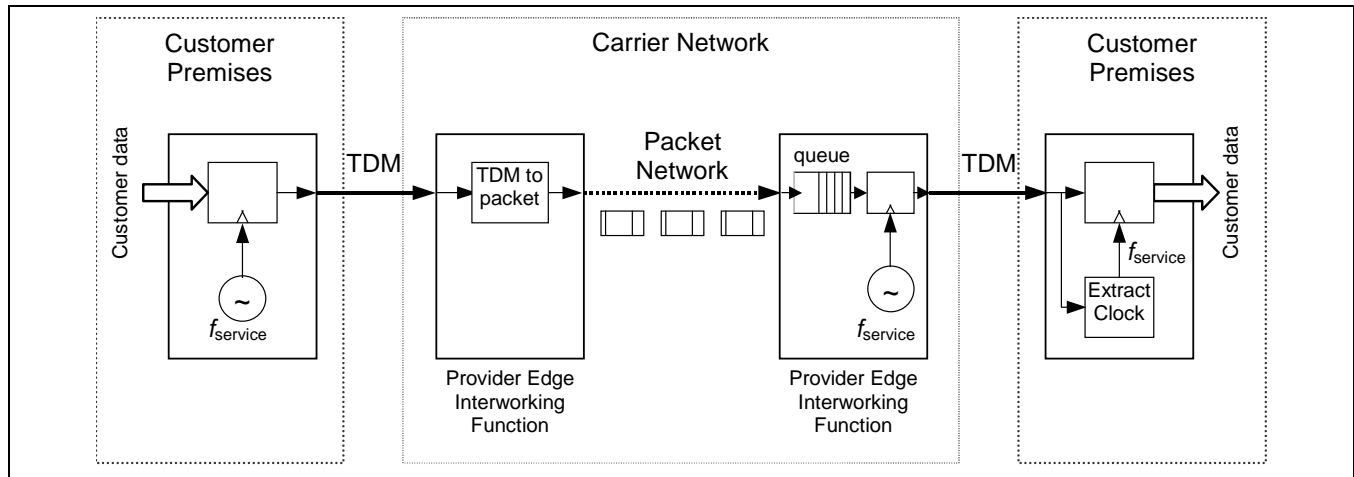 Customer
Premises
Carrier Network
Customer
Premises
Customer data
TDM
TDM to
packet
Packet
Network
queue
TDM
Customer data
~
fservice
~
fservice
fservice
Extract
Clock
Provider Edge
Interworking
Function
Provider Edge
Interworking
Function